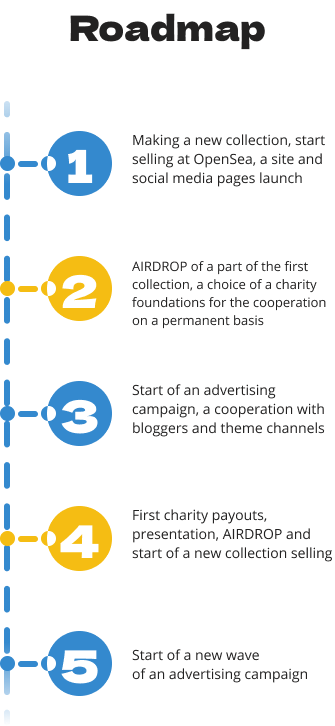 Roadmap
1
Making a new collection, start
selling at OpenSea, a site and
social media pages launch
2
AIRDROP of a part of the first
collection, a choice of a charity
foundations for the cooperation
on a permanent basis
3
Start of an advertising
campaign, a cooperation with
bloggers and theme channels
4
First charity payouts,
presentation, AIRDROP and
start of a new collection selling
5
Start of a new wave
of an advertising campaign